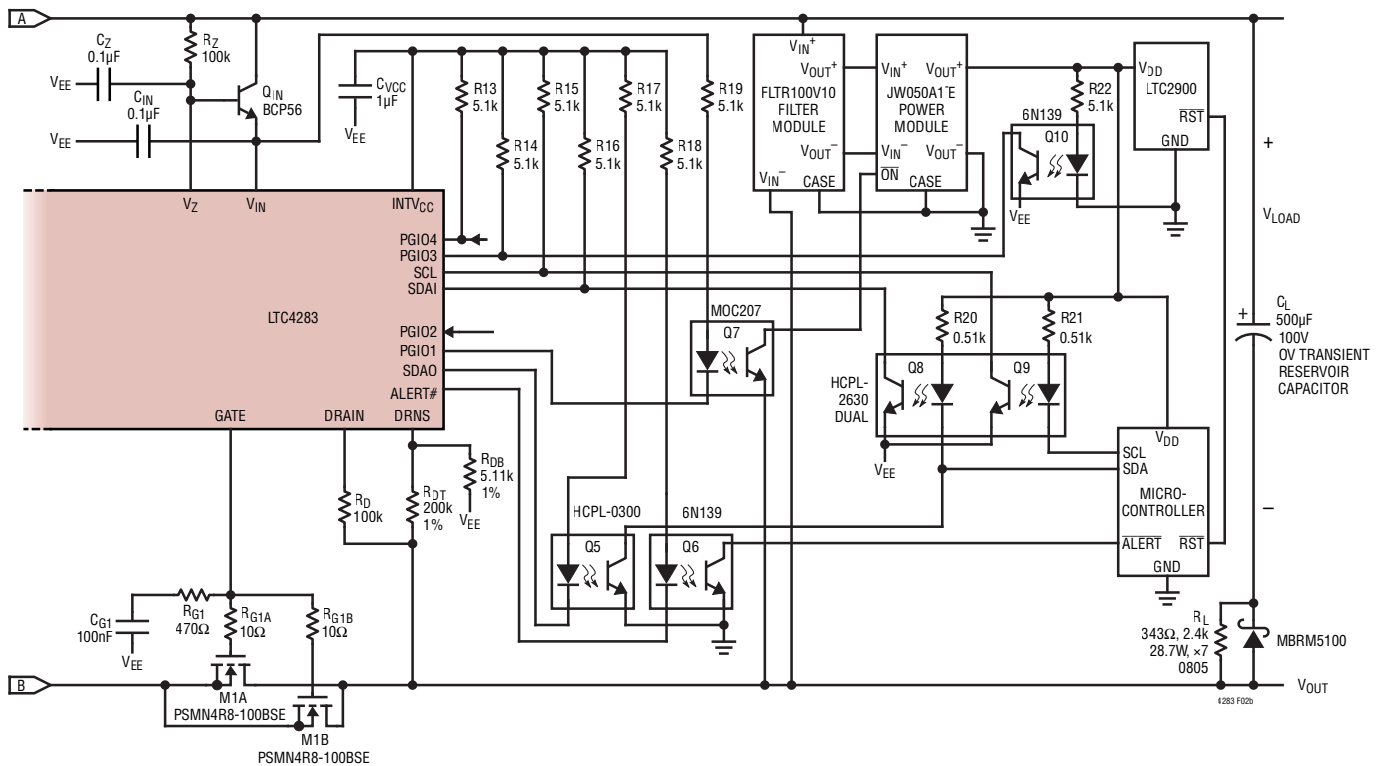 A
CZ
0.1µF
VEE
RZ
100k
QIN
BCP56
CIN
0.1µF
VEE
CVCC
1µF
VEE
R13
5.1k
R14
5.1k
R15
5.1k
R16
5.1k
R17
5.1k
R18
5.1k
R19
5.1k
VIN+
VOUT+
FLTR100V10
FILTER
MODULE
VOUT–
VIN–
CASE
VIN+
VOUT+
JW050A1-E
POWER
MODULE
VIN–
VOUT–
ON
CASE
R22
5.1k
6N139
Q10
VEE
VDD
LTC2900
RST
GND
+
VLOAD
–
CL
500µF
100V
OV TRANSIENT
RESERVOIR
CAPACITOR
+
VZ
VIN
INTVCC
PGIO4
PGIO3
SCL
SDAI
LTC4283
PGIO2
PGIO1
SDAO
ALERT#
GATE
DRAIN
DRNS
MOC207
Q7
R20
0.51k
R21
0.51k
HCPL-
2630
DUAL
Q8
Q9
VEE
VDD
SCL
SDA
MICRO-
CONTROLLER
ALERT
RST
GND
RD
100k
RDT
200k
1%
RDB
5.11k
1%
VEE
HCPL-0300
Q5
6N139
Q6
CG1
100nF
VEE
RG1
470Ω
RG1A
10Ω
RG1B
10Ω
RL
343Ω, 2.4k
28.7W, ×7
0805
MBRM5100
B
M1A
PSMN4R8-100BSE
M1B
PSMN4R8-100BSE
VOUT
4283 F02b